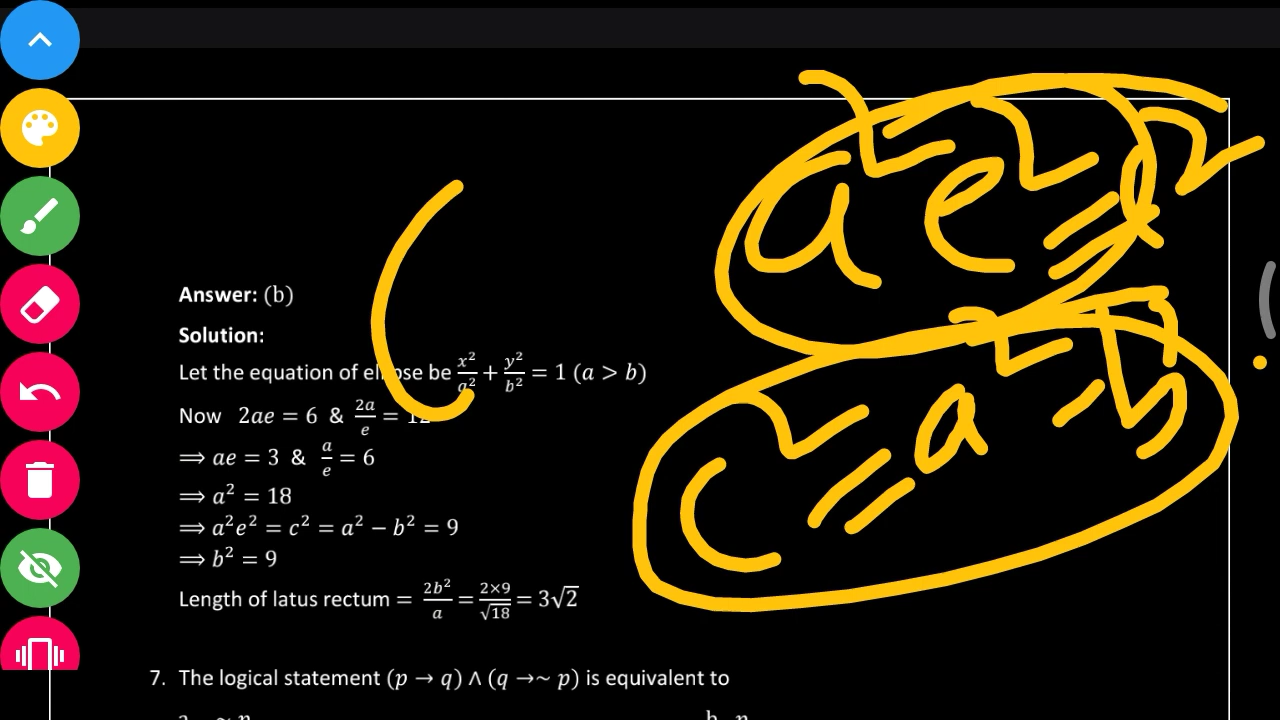 a²e² = c²
Answer: (b)
Solution:
Let the equation of ellipse be x²/a² + y²/b² = 1 (a > b)
c² = a² - b²
Now 2ae = 6 & 2a/e = 12
⟹ ae = 3 & a/e = 6
⟹ a² = 18
⟹ a²e² = c² = a² − b² = 9
⟹ b² = 9
Length of latus rectum = 2b²/a = 2×9/√18 = 3√2
7. The logical statement (p → q) ∧ (q →~ p) is equivalent to